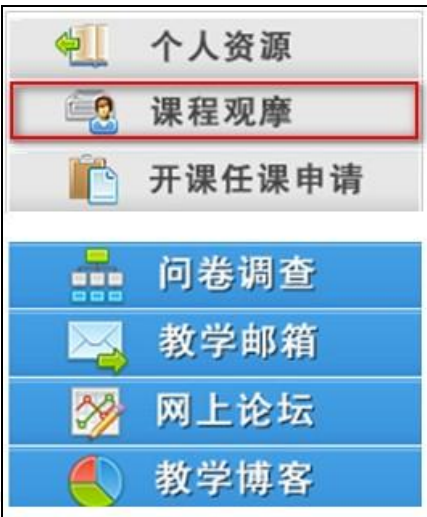 个人资源
课程观摩
开课任课申请
问卷调查
教学邮箱
网上论坛
教学博客